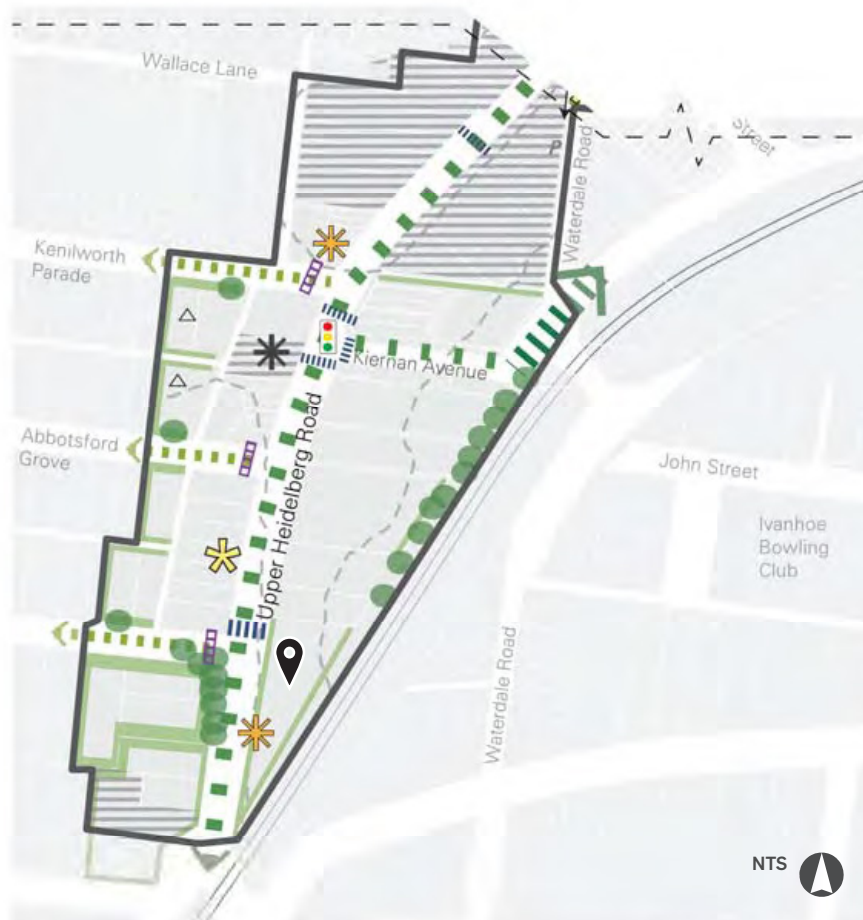 Wallace Lane
Street
P
Waterdale Road
Kenilworth
Parade
Kiernan Avenue
Upper Heidelberg Road
Abbotsford
Grove
John Street
Ivanhoe
Bowling
Club
Waterdale Road
NTS